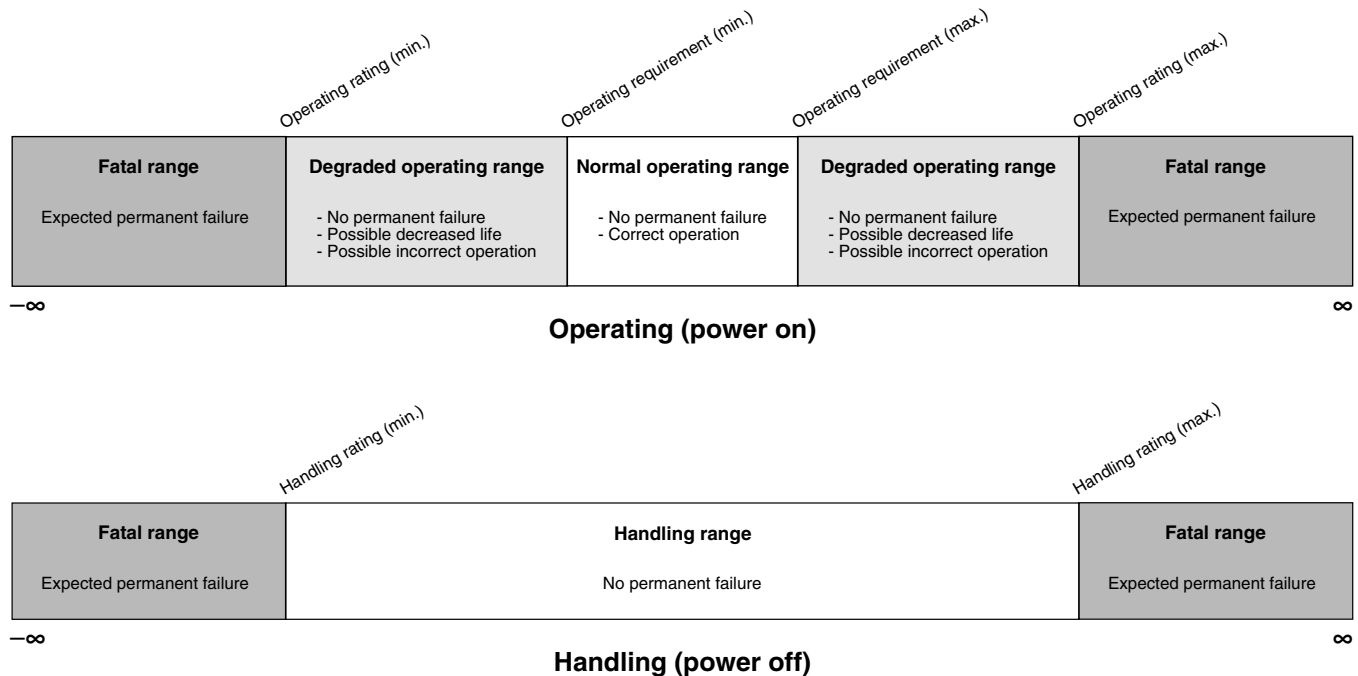 Operating rating (min.)
Operating requirement (min.)
Operating requirement (max.)
Operating rating (max.)
Fatal range
Expected permanent failure
Degraded operating range
- No permanent failure
- Possible decreased life
- Possible incorrect operation
Normal operating range
- No permanent failure
- Correct operation
Degraded operating range
- No permanent failure
- Possible decreased life
- Possible incorrect operation
Fatal range
Expected permanent failure
–∞
∞
Operating (power on)
Handling rating (min.)
Handling rating (max.)
Fatal range
Expected permanent failure
Handling range
No permanent failure
Fatal range
Expected permanent failure
–∞
∞
Handling (power off)